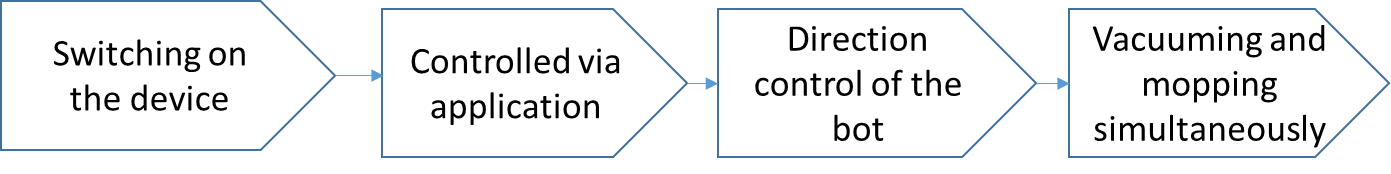 Switching on
the device
Controlled via
application
Direction
control of the
bot
Vacuuming and
mopping
simultaneously